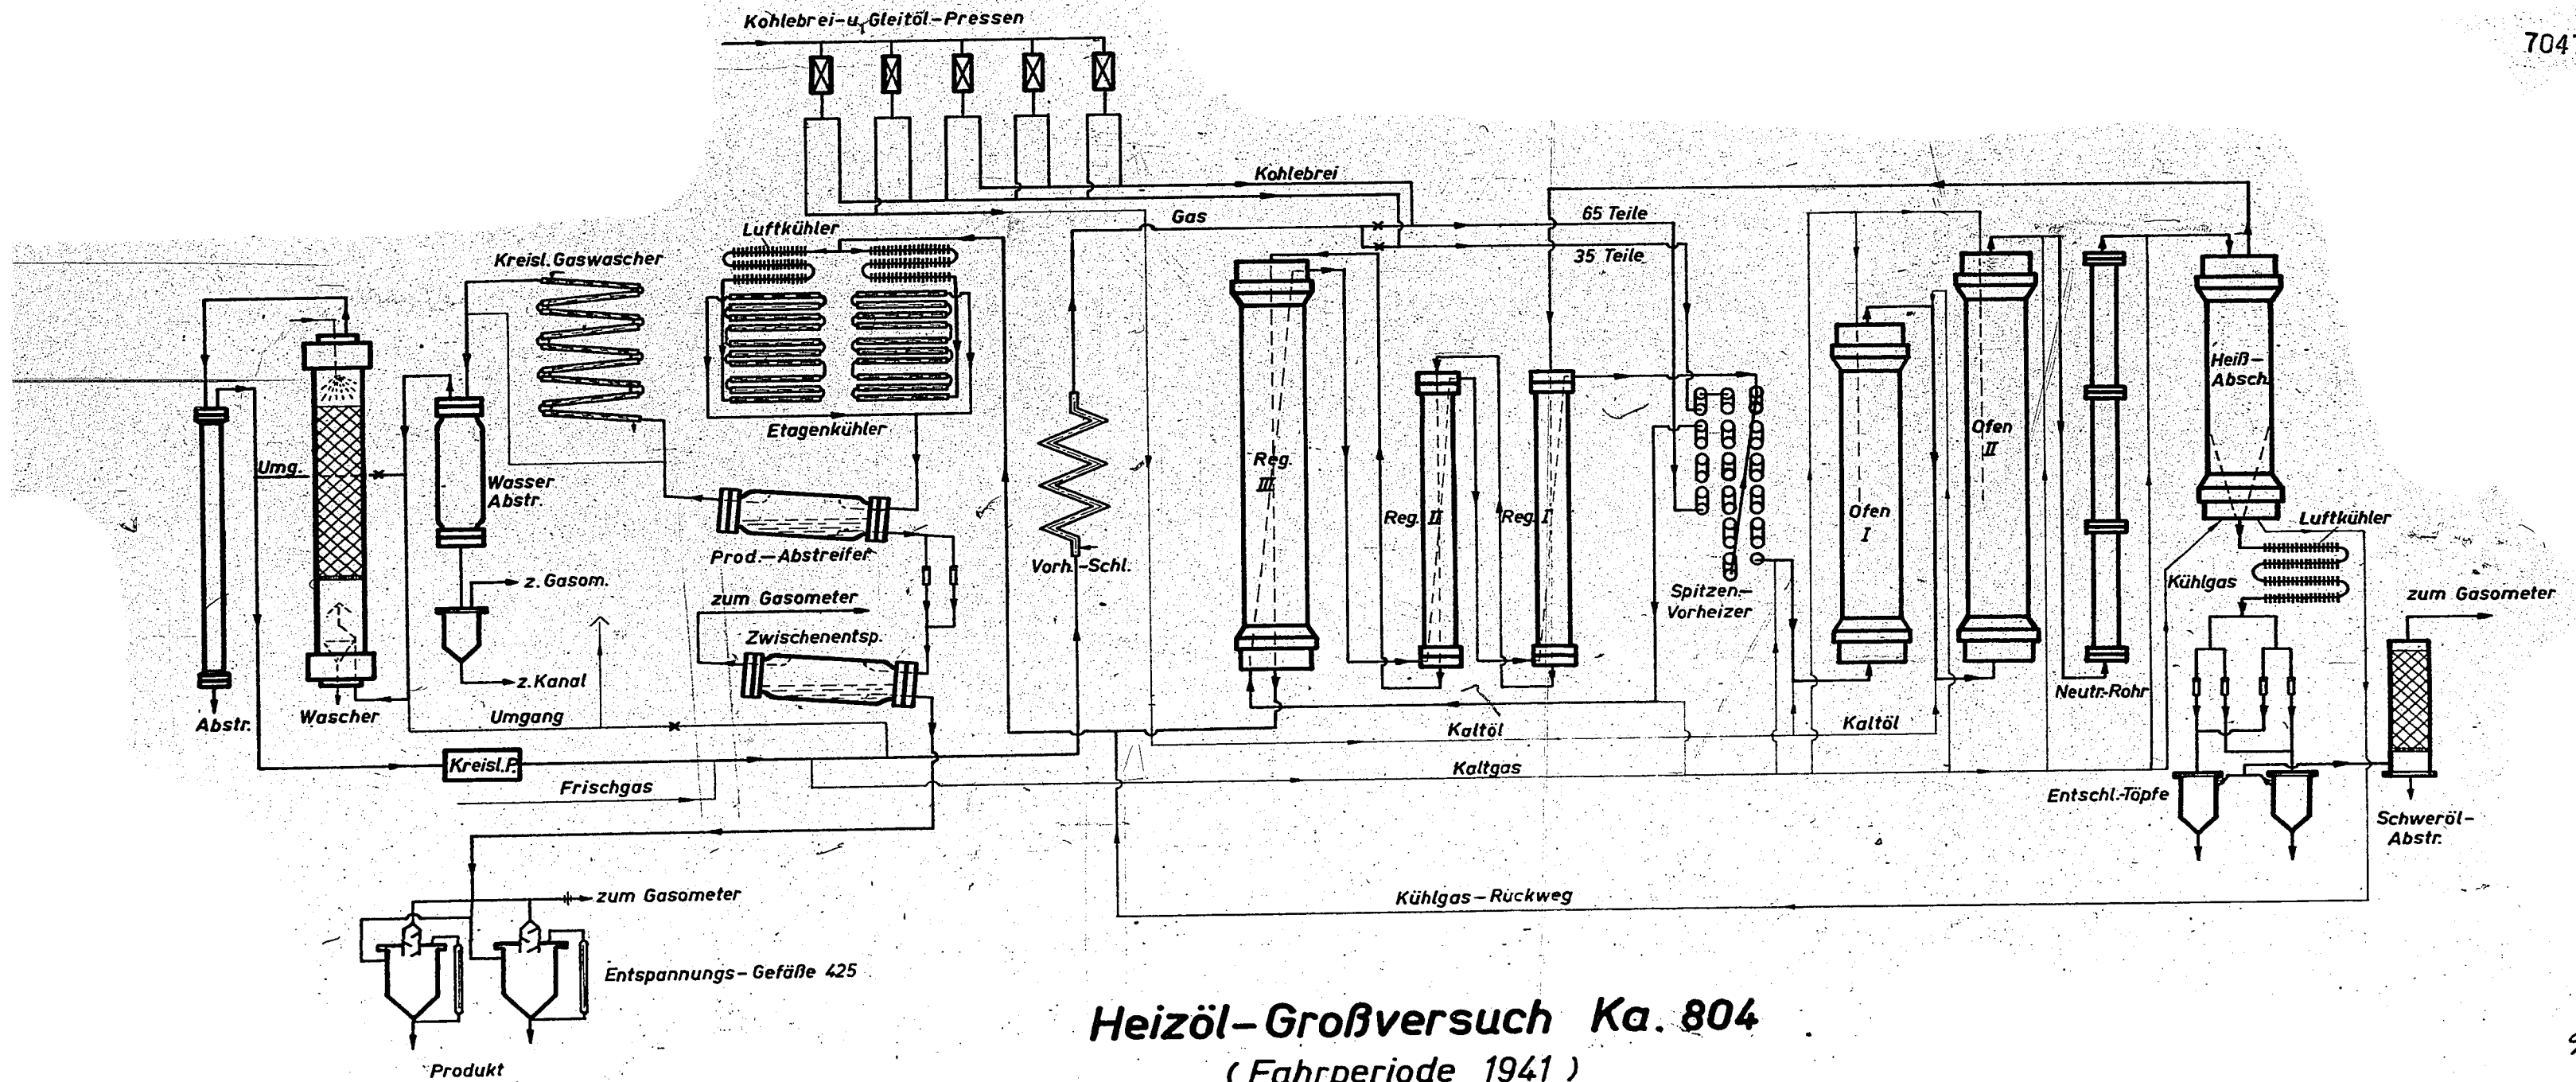 Kohlebrei-u. Gleitöl-Pressen
7047
Kohlebrei
Gas
65 Teile
35 Teile
Luftkühler
Kreisl. Gaswascher
Etagenkühler
Umg.
Wasser
Abstr.
Prod.-Abstreifer
Vorh.-Schl.
Reg.
III
Reg. II
Reg. I
Spitzen-
Vorheizer
Ofen
I
Ofen
II
Heiß-
Absch.
Luftkühler
Kühlgas
zum Gasometer
z. Gasom.
zum Gasometer
Zwischenentsp.
z. Kanal
Abstr.
Wascher
Umgang
Neutr.-Rohr
Kaltöl
Kaltöl
Kreisl.P.
Kaltgas
Frischgas
Entschl.-Töpfe
Schweröl-
Abstr.
zum Gasometer
Kühlgas-Rückweg
Entspannungs-Gefäße 425
Produkt
Heizöl-Großversuch Ka. 804
(Fahrperiode 1941)